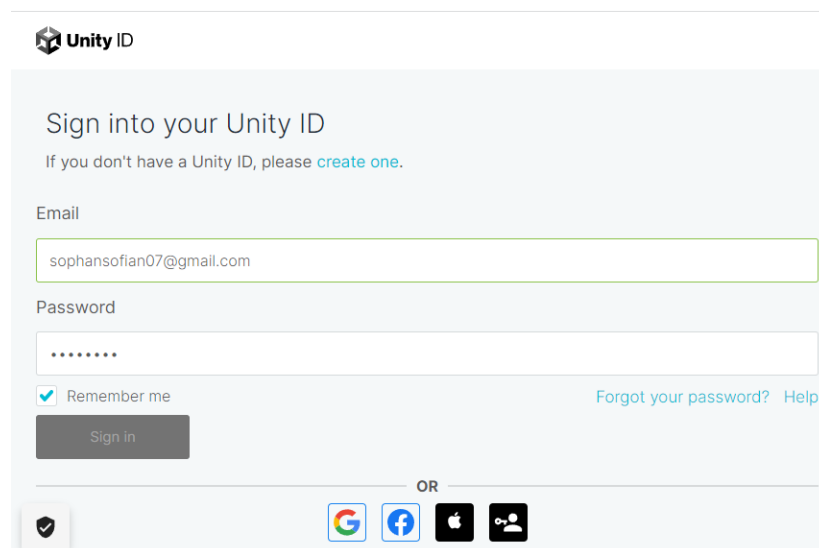 Unity ID
Sign into your Unity ID
If you don't have a Unity ID, please create one.
Email
sophansofian07@gmail.com
Password
••••••••
Remember me
Forgot your password? Help
Sign in
OR